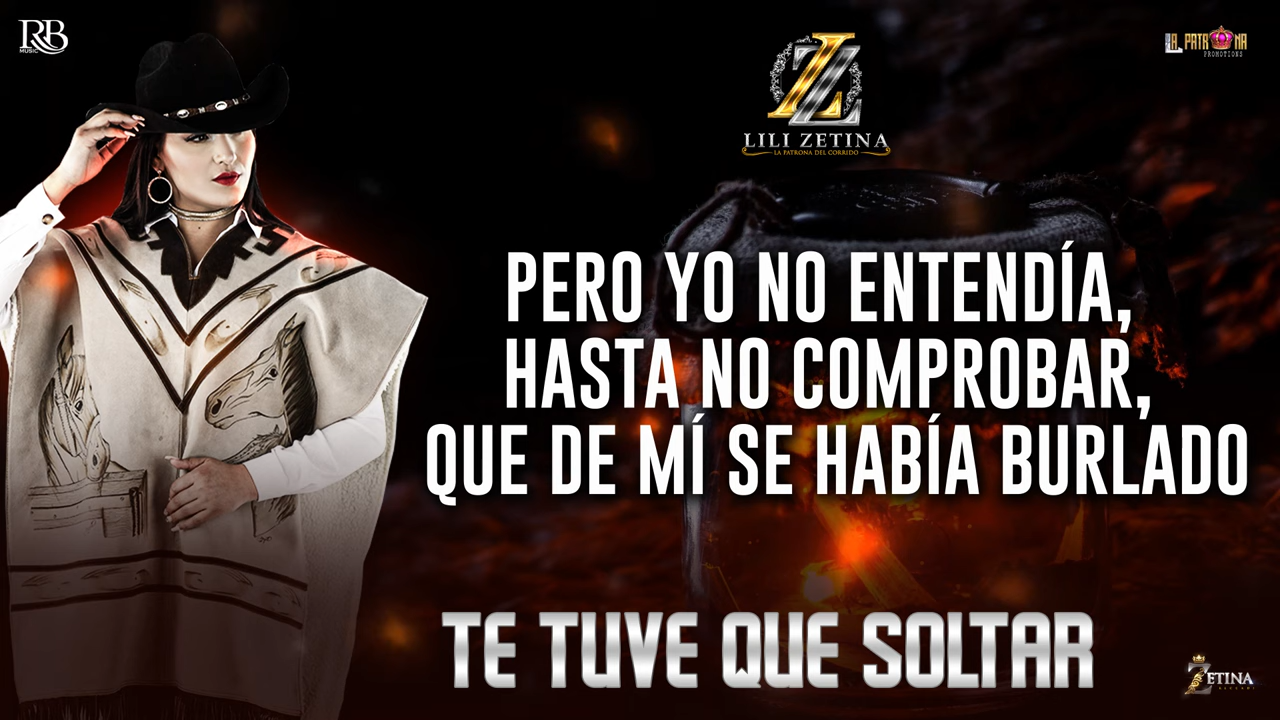 RB
MUSIC
LILI ZETINA
LA PATRONA DEL CORRIDO
LA PATRONA
PROMOTIONS
PERO YO NO ENTENDÍA,
HASTA NO COMPROBAR,
QUE DE MÍ SE HABÍA BURLADO
TE TUVE QUE SOLTAR
ZETINA